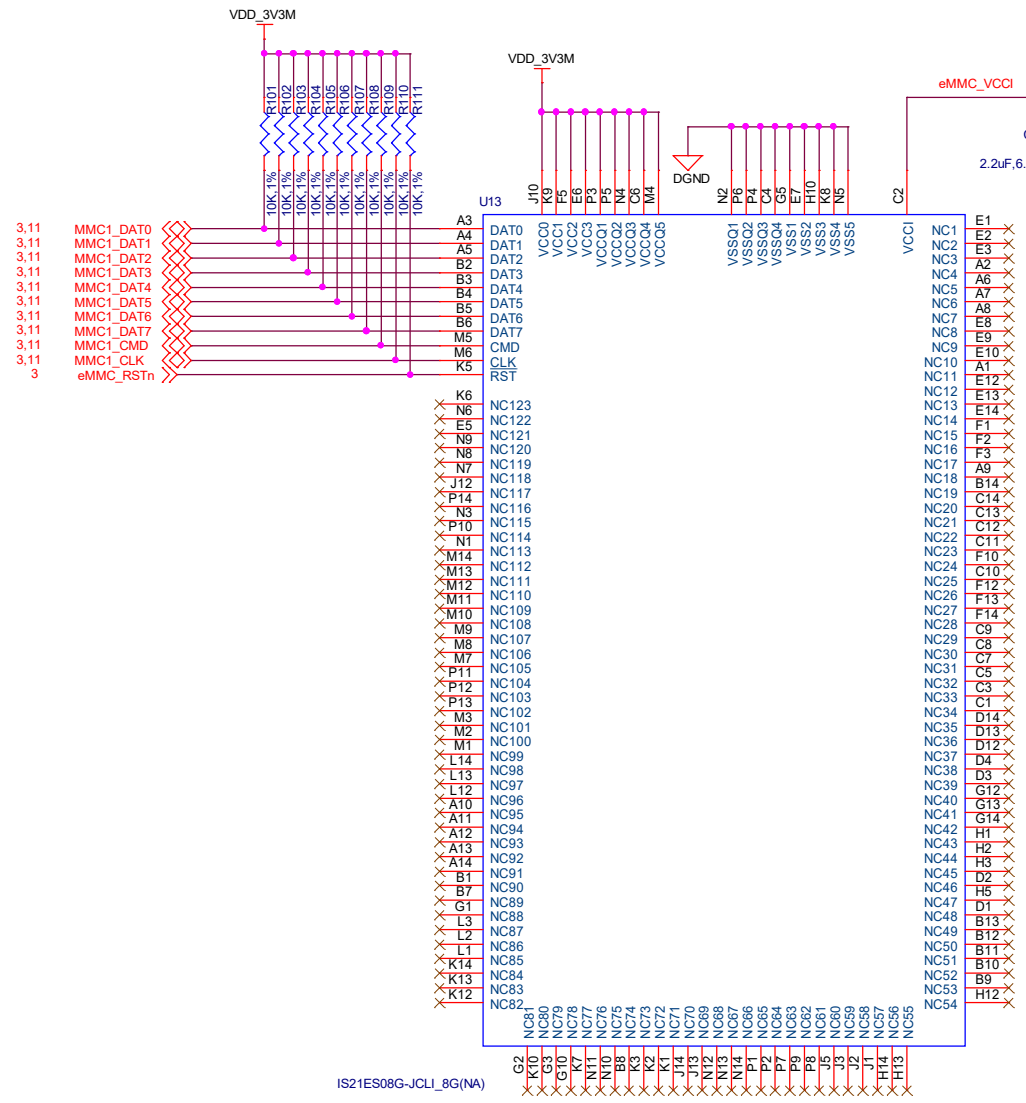 VDD_3V3M
VDD_3V3M
eMMC_VCCI
R101
R102
R103
R104
R105
R106
R107
R108
R109
R110
R111
10K,1%
10K,1%
10K,1%
10K,1%
10K,1%
10K,1%
10K,1%
10K,1%
10K,1%
10K,1%
10K,1%
DGND
2.2uF,6.
U13
J10 VCC0
K9 VCC1
F5 VCC2
E6 VCC3
P3 VCCQ1
P5 VCCQ2
N4 VCCQ3
C6 VCCQ4
M4 VCCQ5
N2 VSSQ1
P6 VSSQ2
P4 VSSQ3
C4 VSSQ4
G5 VSS1
E7 VSS2
H10 VSS3
K8 VSS4
N5 VSS5
C2 VCCI
3,11 MMC1_DAT0 A3 DAT0
3,11 MMC1_DAT1 A4 DAT1
3,11 MMC1_DAT2 A5 DAT2
3,11 MMC1_DAT3 B2 DAT3
3,11 MMC1_DAT4 B3 DAT4
3,11 MMC1_DAT5 B4 DAT5
3,11 MMC1_DAT6 B5 DAT6
3,11 MMC1_DAT7 B6 DAT7
3,11 MMC1_CMD M5 CMD
3,11 MMC1_CLK M6 CLK
3 eMMC_RSTn K5 RST
K6 NC123
N6 NC122
E5 NC121
N9 NC120
N8 NC119
N7 NC118
J12 NC117
P14 NC116
N3 NC115
P10 NC114
N1 NC113
M14 NC112
M13 NC111
M12 NC110
M11 NC109
M10 NC108
M9 NC107
M8 NC106
M7 NC105
P11 NC104
P12 NC103
P13 NC102
M3 NC101
M2 NC100
M1 NC99
L14 NC98
L13 NC97
L12 NC96
A10 NC95
A11 NC94
A12 NC93
A13 NC92
A14 NC91
B1 NC90
B7 NC89
G1 NC88
L3 NC87
L2 NC86
L1 NC85
K14 NC84
K13 NC83
K12 NC82
NC1 E1
NC2 E2
NC3 E3
NC4 A2
NC5 A6
NC6 A7
NC7 A8
NC8 E8
NC9 E9
NC10 E10
NC11 A1
NC12 E12
NC13 E13
NC14 E14
NC15 F1
NC16 F2
NC17 F3
NC18 A9
NC19 B14
NC20 C14
NC21 C13
NC22 C12
NC23 C11
NC24 F10
NC25 C10
NC26 F12
NC27 F13
NC28 F14
NC29 C9
NC30 C8
NC31 C7
NC32 C5
NC33 C3
NC34 C1
NC35 D14
NC36 D13
NC37 D12
NC38 D4
NC39 D3
NC40 G12
NC41 G13
NC42 G14
NC43 H1
NC44 H2
NC45 H3
NC46 D2
NC47 H5
NC48 D1
NC49 B13
NC50 B12
NC51 B11
NC52 B10
NC53 B9
NC54 H12
NC81 G2
NC80 K10
NC79 G3
NC78 G10
NC77 K7
NC76 N11
NC75 N10
NC74 B8
NC73 K3
NC72 K2
NC71 K1
NC70 J14
NC69 J13
NC68 N12
NC67 N13
NC66 N14
NC65 P1
NC64 P2
NC63 P7
NC62 P9
NC61 P8
NC60 J5
NC59 J3
NC58 J2
NC57 J1
NC56 H14
NC55 H13
IS21ES08G-JCLI_8G(NA)